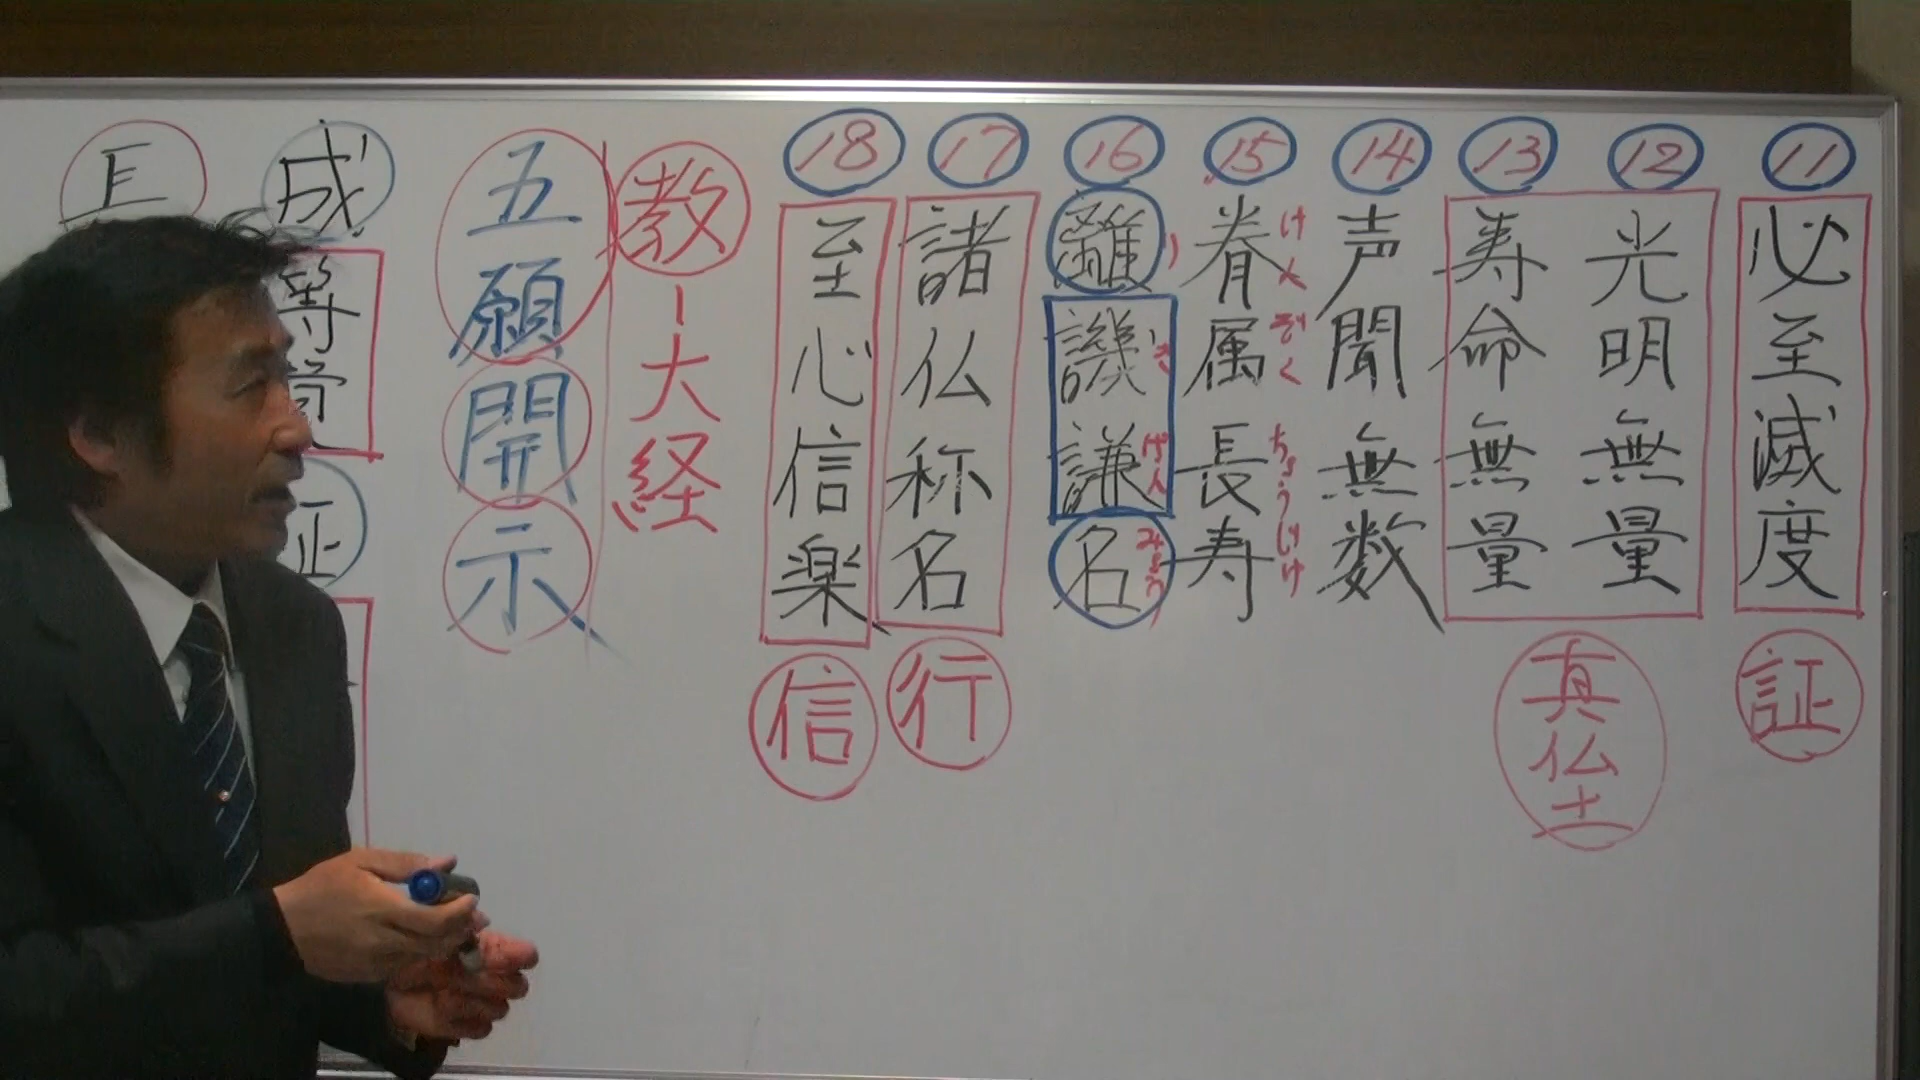 11
必至滅度
証
12
光明無量
13
寿命無量
真仏土
14
声聞無数
15
眷属長寿
けんぞくちょうじゅ
16
離譏謙名
りきげんみょう
17
諸仏称名
行
18
至心信楽
信
教ー大経
五願開示
成
等覚
証